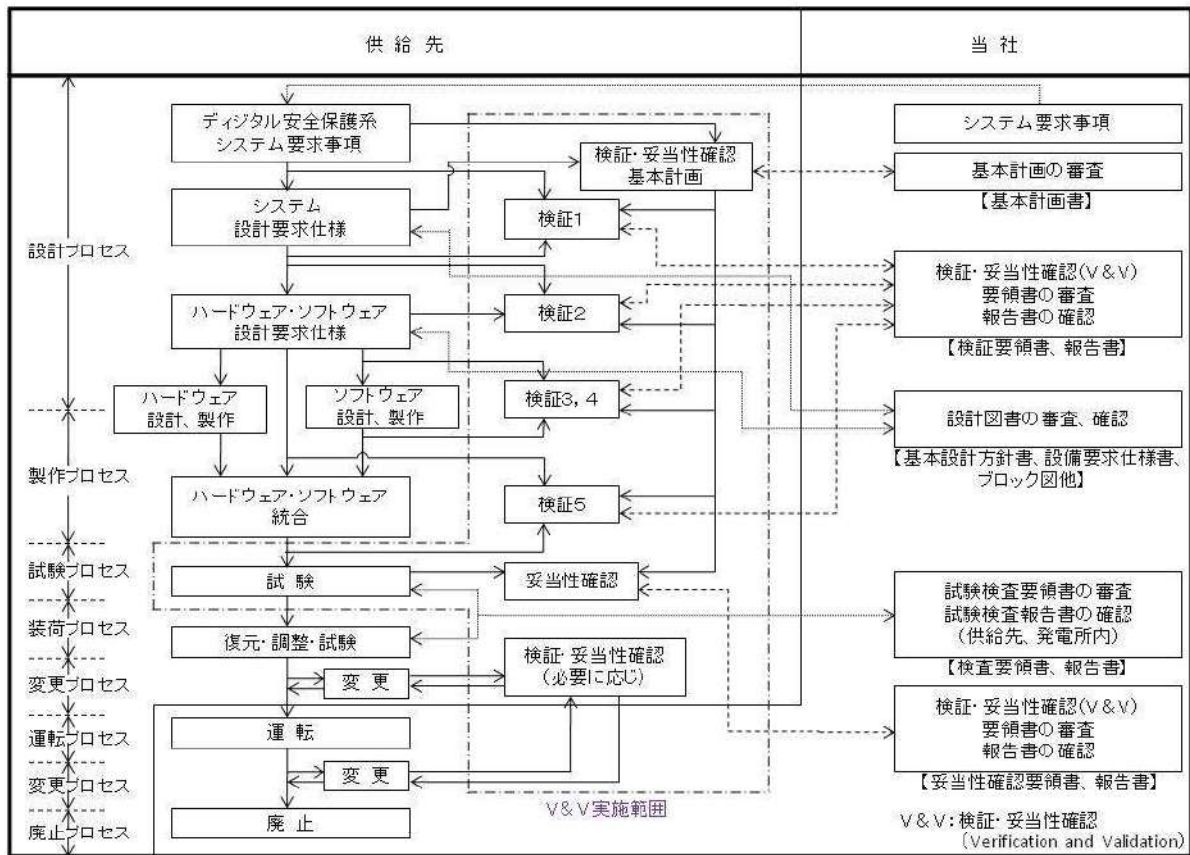 供給先
当社
設計プロセス
製作プロセス
試験プロセス
装荷プロセス
変更プロセス
運転プロセス
変更プロセス
廃止プロセス
ディジタル安全保護系
システム要求事項
システム
設計要求仕様
ハードウェア・ソフトウェア
設計要求仕様
ハードウェア
設計、製作
ソフトウェア
設計、製作
ハードウェア・ソフトウェア
統合
試験
復元・調整・試験
変更
運転
変更
廃止
検証・妥当性確認
基本計画
検証1
検証2
検証3，4
検証5
妥当性確認
検証・妥当性確認
(必要に応じ)
V&V実施範囲
システム要求事項
基本計画の審査
【基本計画書】
検証・妥当性確認(V&V)
要領書の審査
報告書の確認
【検証要領書、報告書】
設計図書の審査、確認
【基本設計方針書、設備要求仕様書、
ブロック図他】
試験検査要領書の審査
試験検査報告書の確認
(供給先、発電所内)
【検査要領書、報告書】
検証・妥当性確認(V&V)
要領書の審査
報告書の確認
【妥当性確認要領書、報告書】
V&V：検証・妥当性確認
(Verification and Validation)